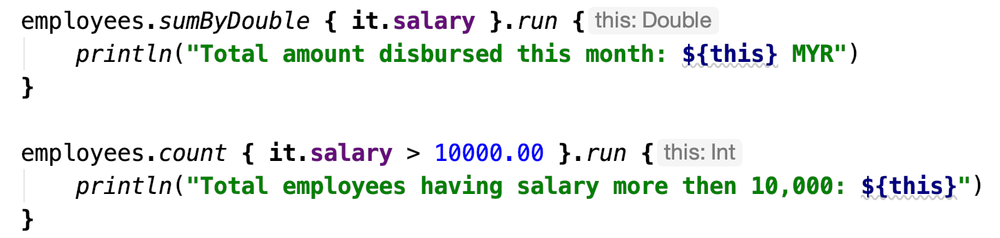 employees.sumByDouble { it.salary }.run { this: Double
    println("Total amount disbursed this month: ${this} MYR")
}
employees.count { it.salary > 10000.00 }.run { this: Int
    println("Total employees having salary more then 10,000: ${this}")
}